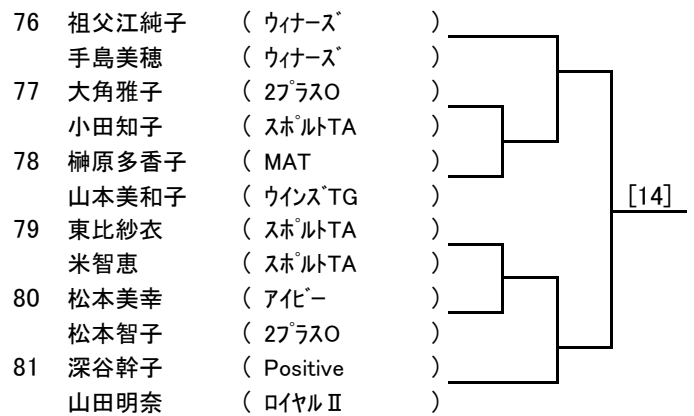 76 祖父江純子 ( ウィナーズ )
手島美穂 ( ウィナーズ )
77 大角雅子 ( 2プラスO )
小田知子 ( スポルトTA )
78 榊原多香子 ( MAT )
山本美和子 ( ウインズTG )
[14]
79 東比紗衣 ( スポルトTA )
米智恵 ( スポルトTA )
80 松本美幸 ( アイビー )
松本智子 ( 2プラスO )
81 深谷幹子 ( Positive )
山田明奈 ( ロイヤルⅡ )